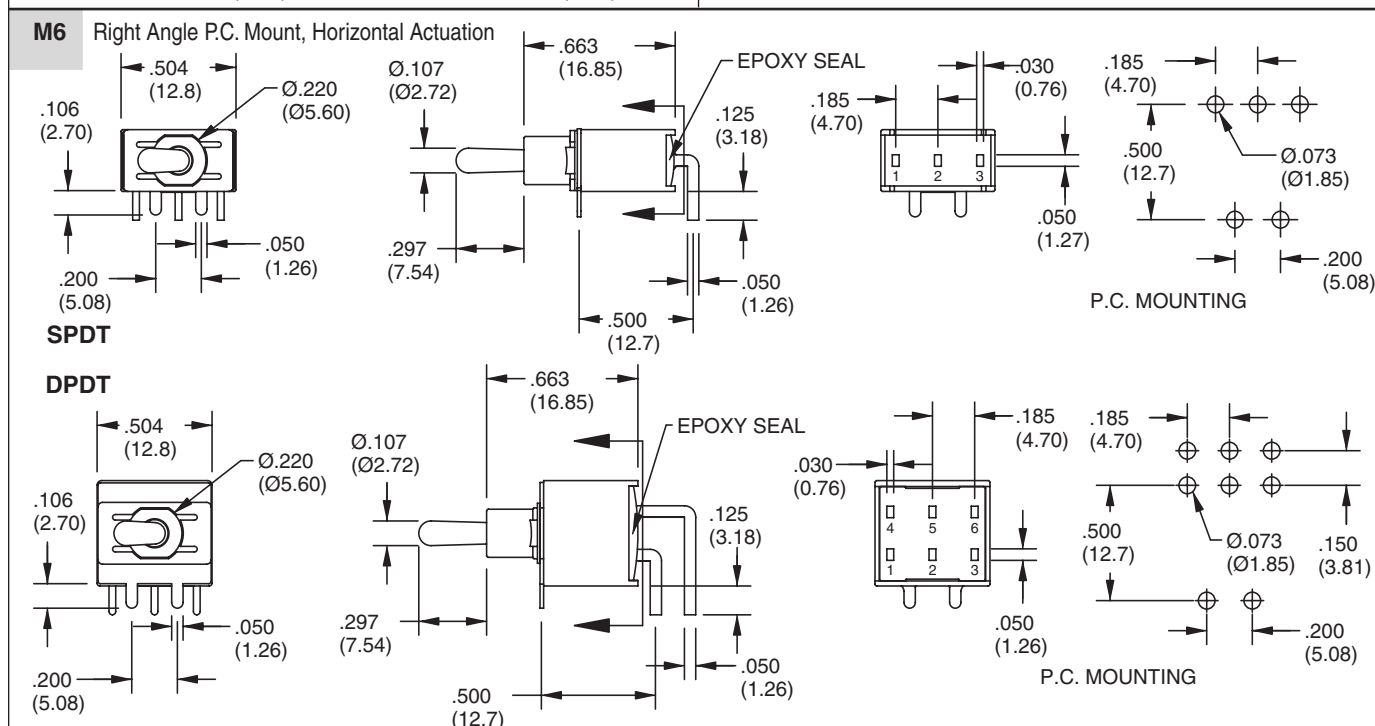 M6 Right Angle P.C. Mount, Horizontal Actuation
.504
(12.8)
Ø.220
(Ø5.60)
.106
(2.70)
.050
(1.26)
.200
(5.08)
SPDT
Ø.107
(Ø2.72)
.663
(16.85)
EPOXY SEAL
.125
(3.18)
.297
(7.54)
.050
(1.26)
.500
(12.7)
.185
(4.70)
.030
(0.76)
1 2 3
.050
(1.27)
.185
(4.70)
.500
(12.7)
Ø.073
(Ø1.85)
.200
(5.08)
P.C. MOUNTING
DPDT
.504
(12.8)
Ø.220
(Ø5.60)
.106
(2.70)
.050
(1.26)
.200
(5.08)
.663
(16.85)
Ø.107
(Ø2.72)
EPOXY SEAL
.125
(3.18)
.297
(7.54)
.050
(1.26)
.500
(12.7)
.185
(4.70)
.030
(0.76)
4 5 6
1 2 3
.050
(1.26)
.185
(4.70)
.500
(12.7)
Ø.073
(Ø1.85)
.150
(3.81)
.200
(5.08)
P.C. MOUNTING